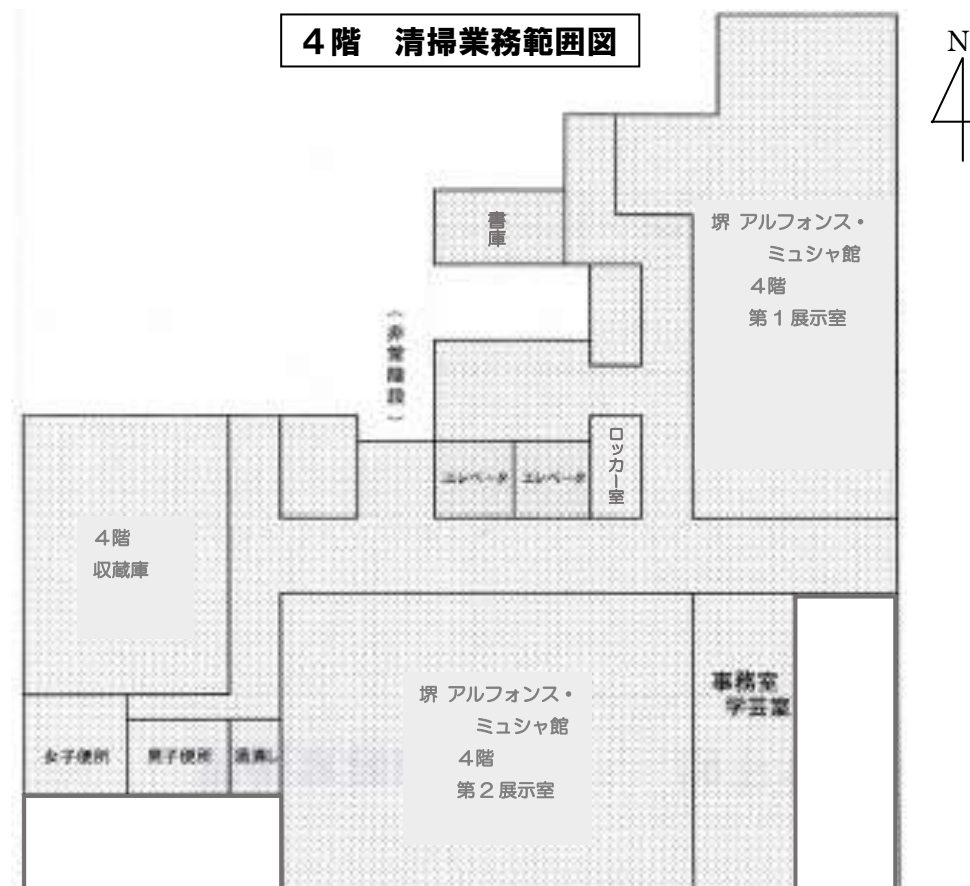 4階　清掃業務範囲図
N
書庫
堺 アルフォンス・
ミュシャ館
4階
第1展示室
(非常階段)
ロッカー室
エレベータ
エレベータ
4階
収蔵庫
事務室
学芸室
堺 アルフォンス・
ミュシャ館
4階
第2展示室
女子便所
男子便所
湯沸し